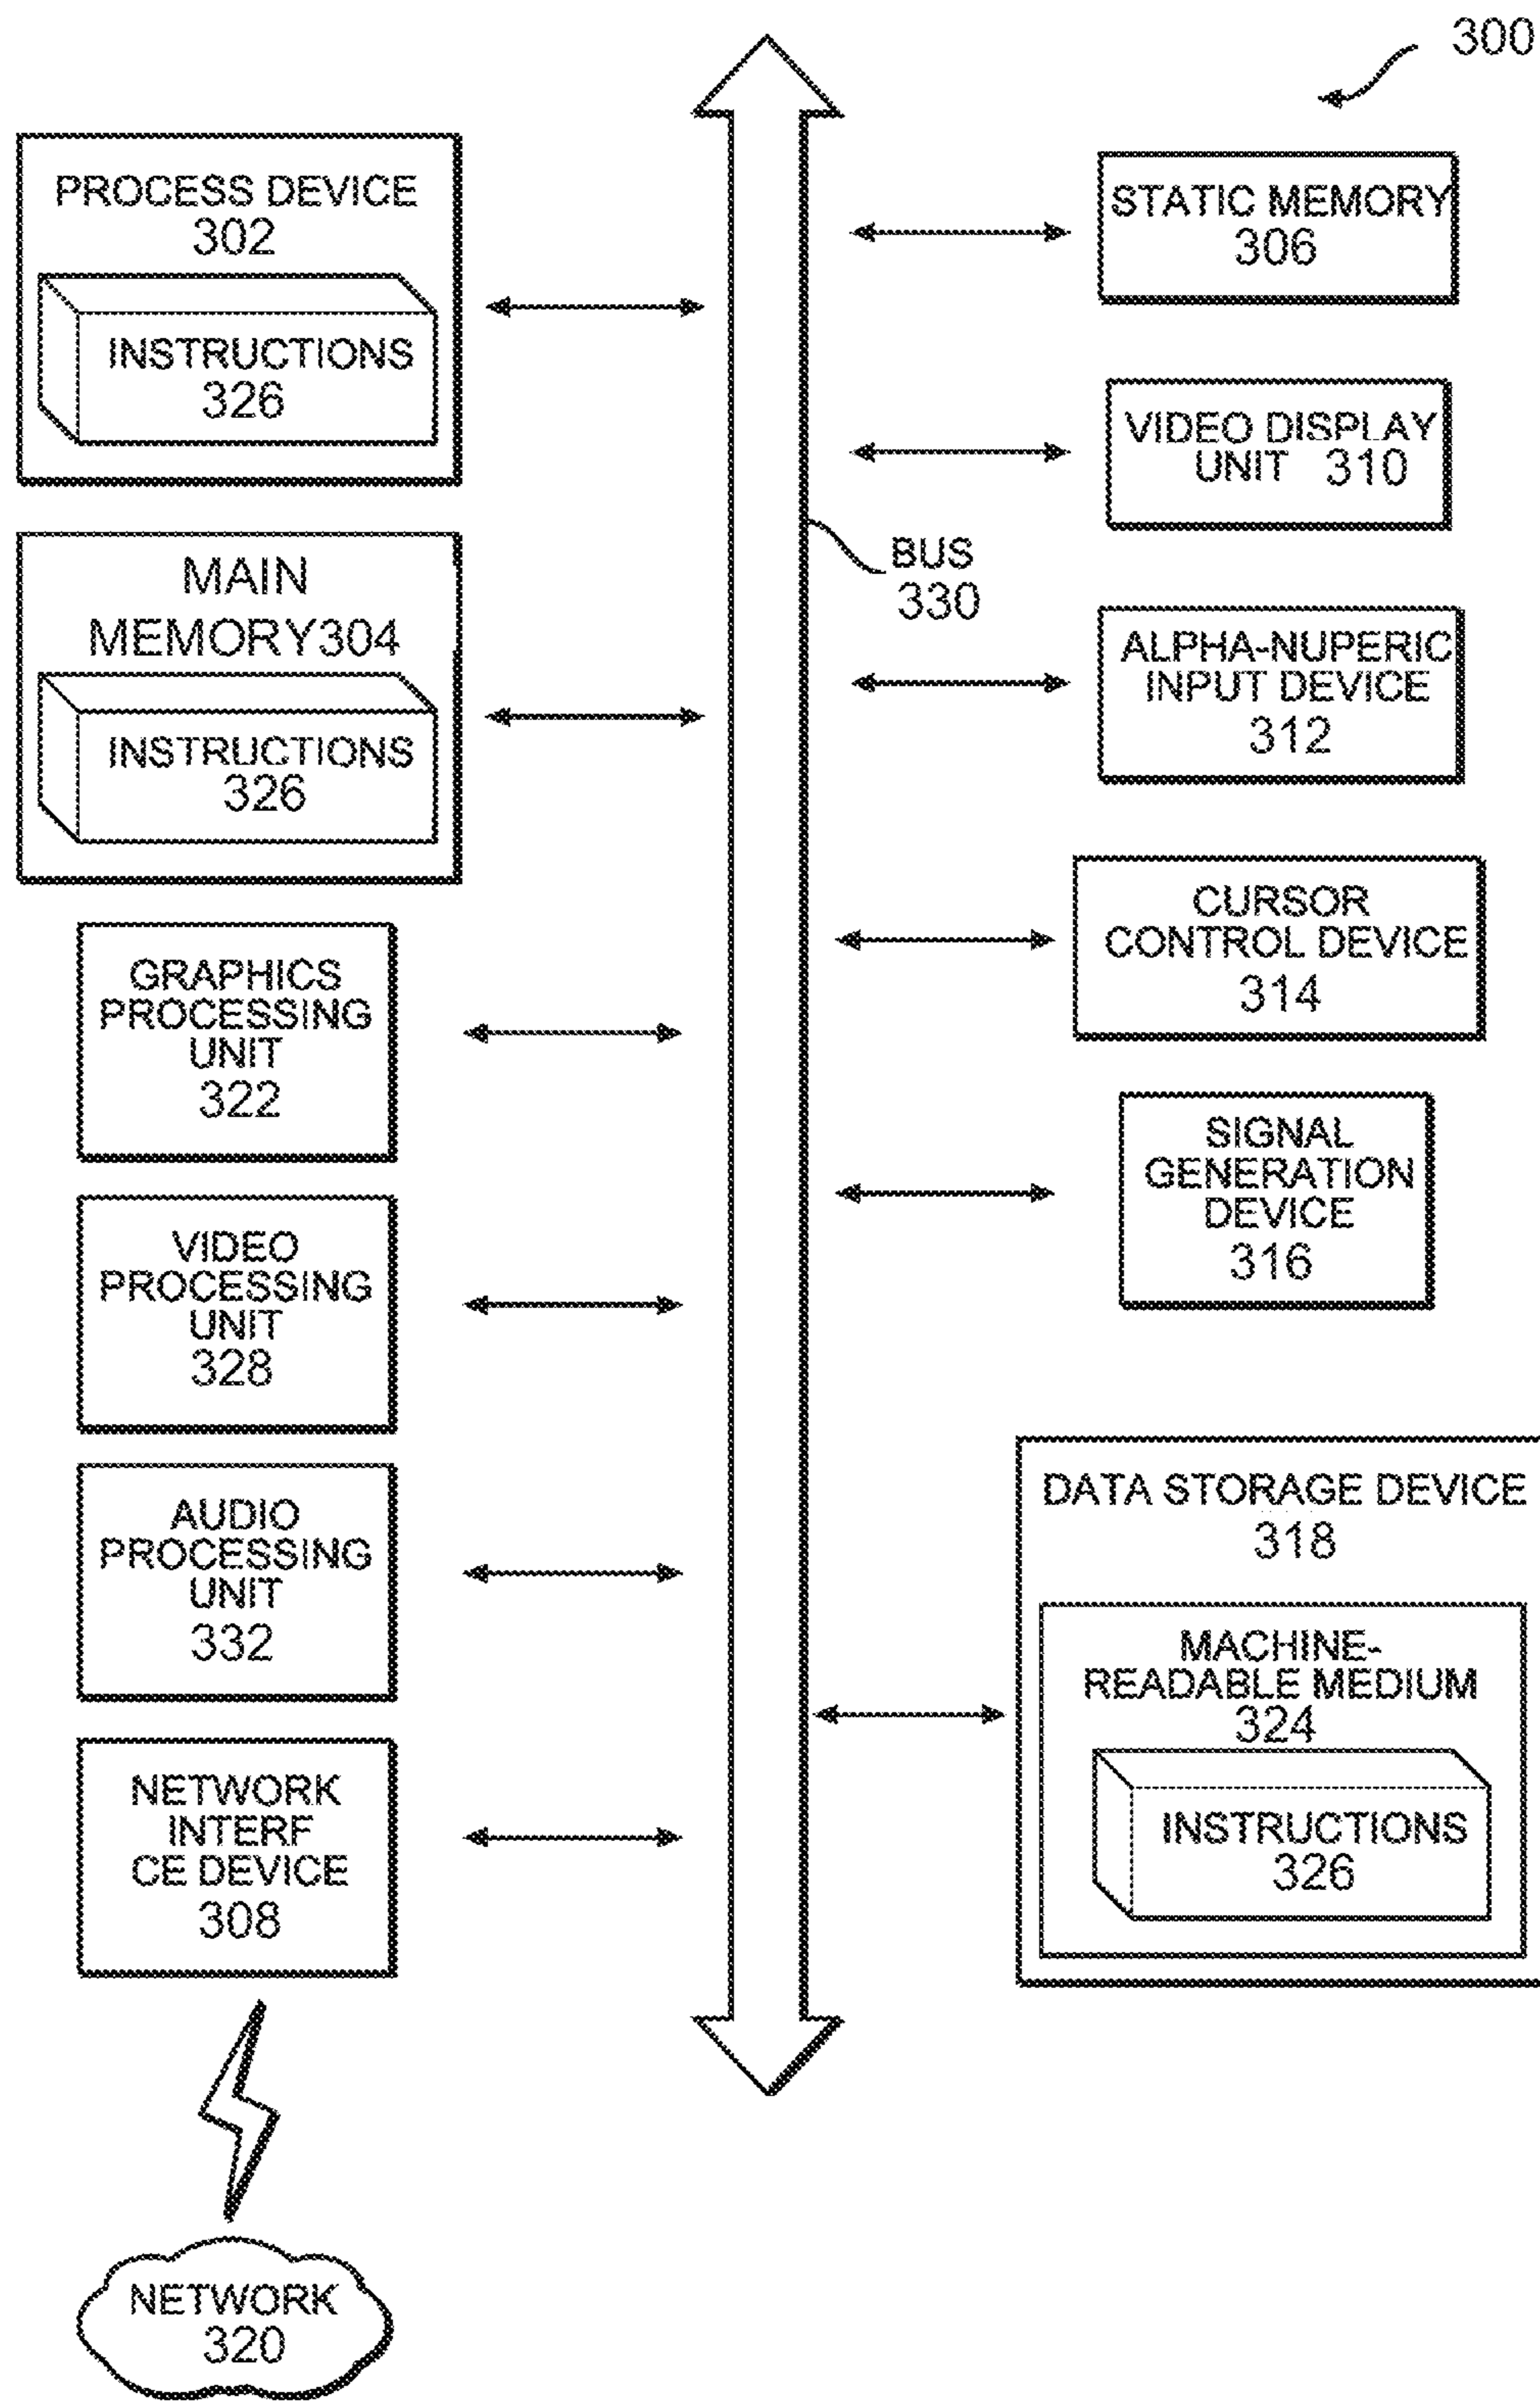 300
PROCESS DEVICE
302
INSTRUCTIONS
326
MAIN
MEMORY304
INSTRUCTIONS
326
GRAPHICS
PROCESSING
UNIT
322
VIDEO
PROCESSING
UNIT
328
AUDIO
PROCESSING
UNIT
332
NETWORK
INTERF
CE DEVICE
308
NETWORK
320
BUS
330
STATIC MEMORY
306
VIDEO DISPLAY
UNIT 310
ALPHA-NUPERIC
INPUT DEVICE
312
CURSOR
CONTROL DEVICE
314
SIGNAL
GENERATION
DEVICE
316
DATA STORAGE DEVICE
318
MACHINE-
READABLE MEDIUM
324
INSTRUCTIONS
326